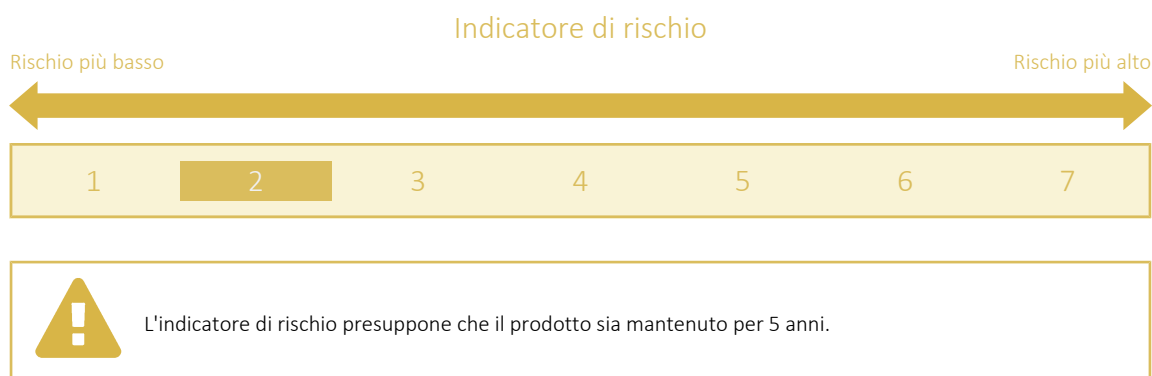 Indicatore di rischio
Rischio più basso Rischio più alto
1 2 3 4 5 6 7
! L'indicatore di rischio presuppone che il prodotto sia mantenuto per 5 anni.